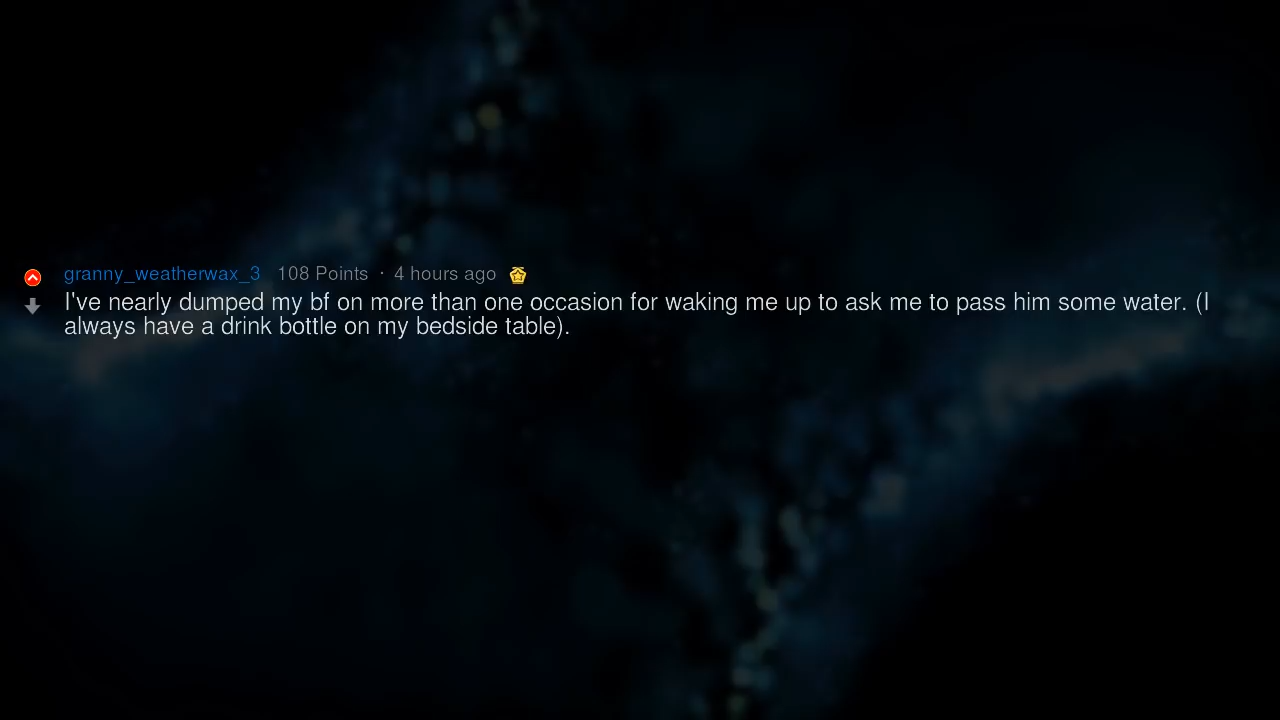 granny_weatherwax_3 108 Points · 4 hours ago
I've nearly dumped my bf on more than one occasion for waking me up to ask me to pass him some water. (I
always have a drink bottle on my bedside table).